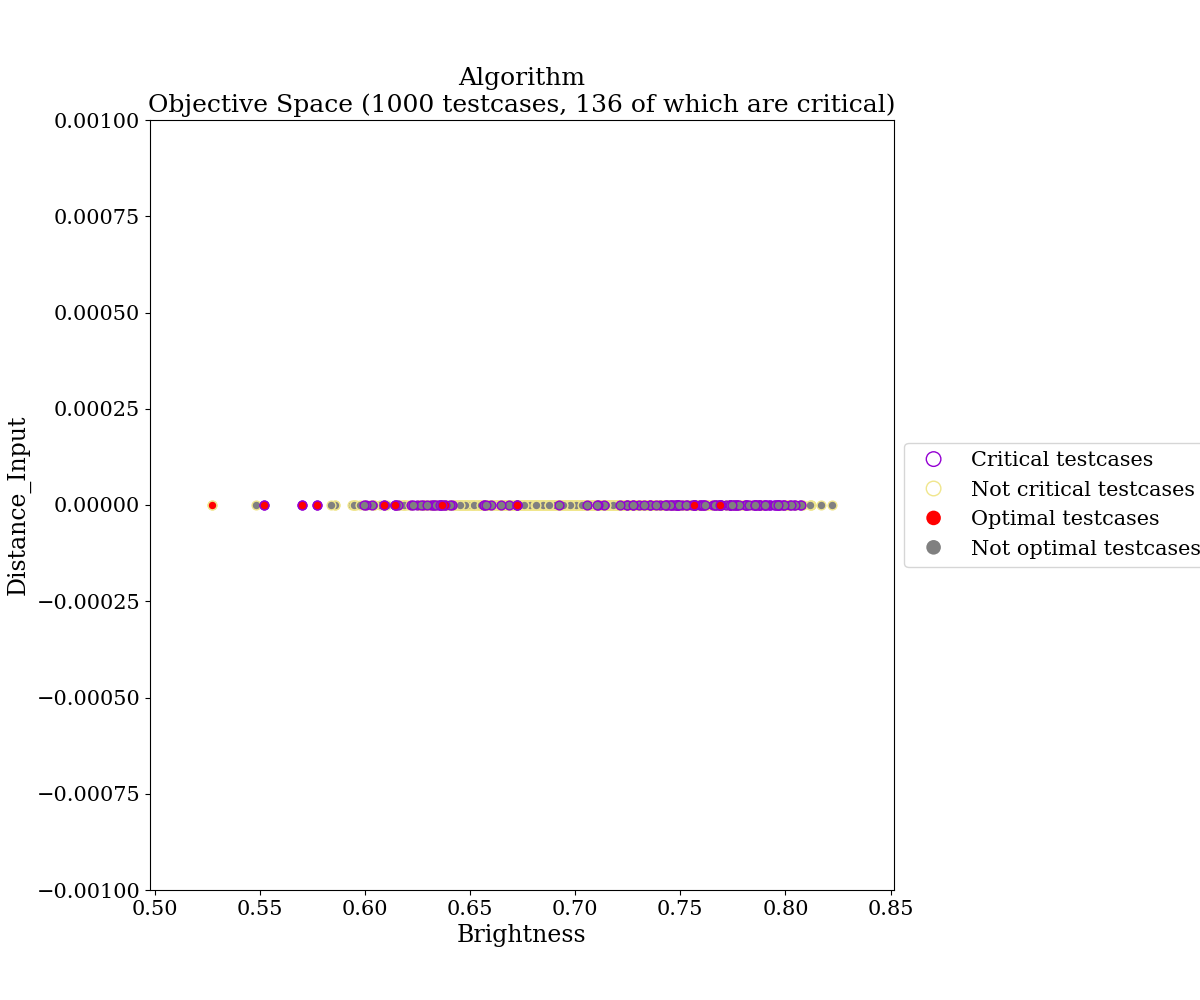 Algorithm
Objective Space (1000 testcases, 136 of which are critical)
0.00100
0.00075
0.00050
0.00025
0.00000
−0.00025
−0.00050
−0.00075
−0.00100
Distance_Input
0.50 0.55 0.60 0.65 0.70 0.75 0.80 0.85
Brightness
Critical testcases
Not critical testcases
Optimal testcases
Not optimal testcases